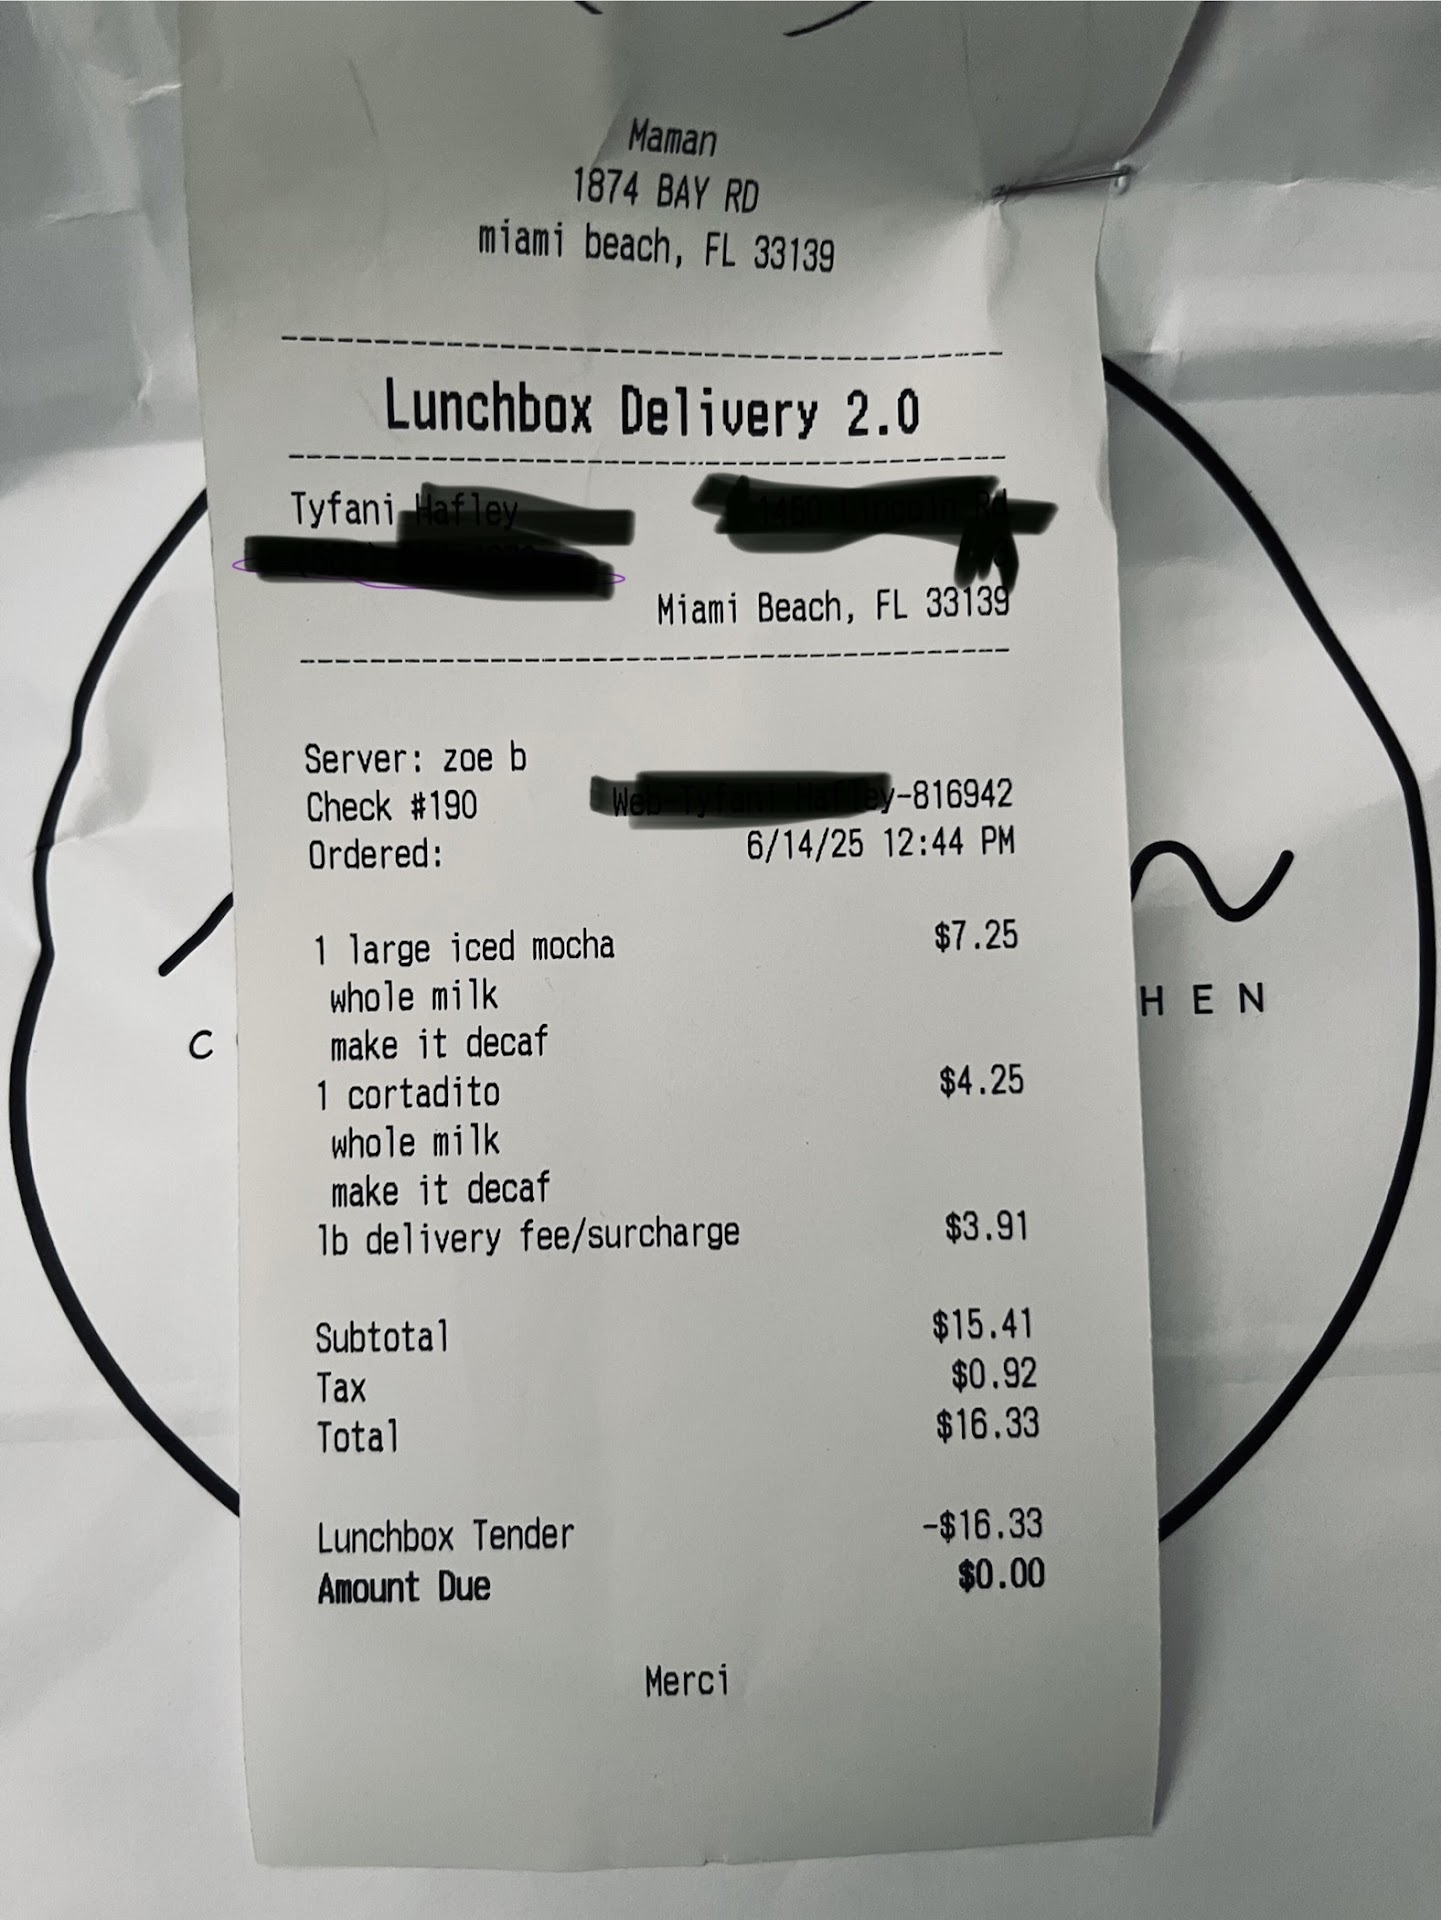 Maman
1874 BAY RD
miami beach, FL 33139
Lunchbox Delivery 2.0
Tyfani
Miami Beach, FL 33139
Server: zoe b
Check #190 -816942
Ordered: 6/14/25 12:44 PM
1 large iced mocha $7.25
whole milk
make it decaf
1 cortadito $4.25
whole milk
make it decaf
lb delivery fee/surcharge $3.91
Subtotal $15.41
Tax $0.92
Total $16.33
Lunchbox Tender -$16.33
Amount Due $0.00
Merci
C HEN